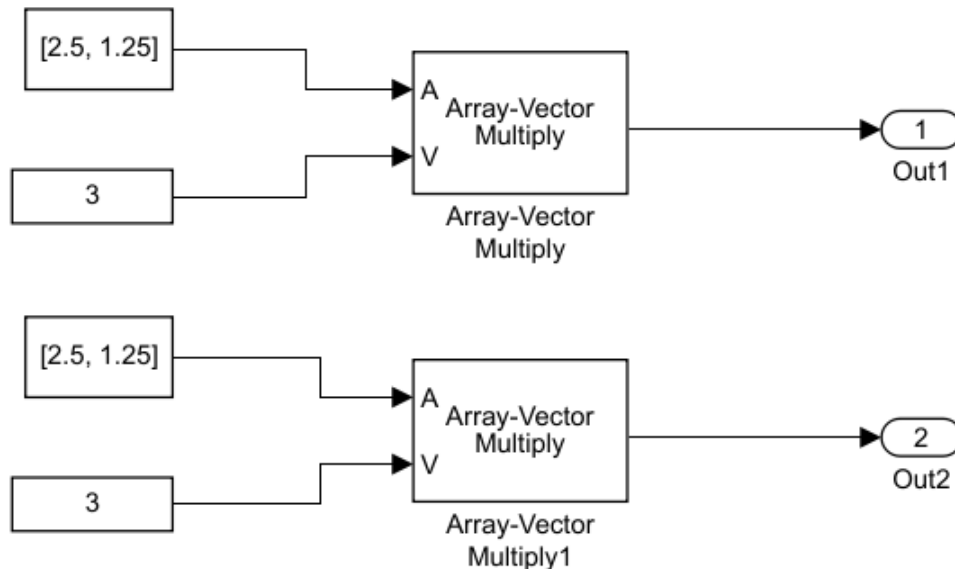 [2.5, 1.25]
A
Array-Vector
Multiply
V
3
Array-Vector
Multiply
1
Out1
[2.5, 1.25]
A
Array-Vector
Multiply
V
3
Array-Vector
Multiply1
2
Out2